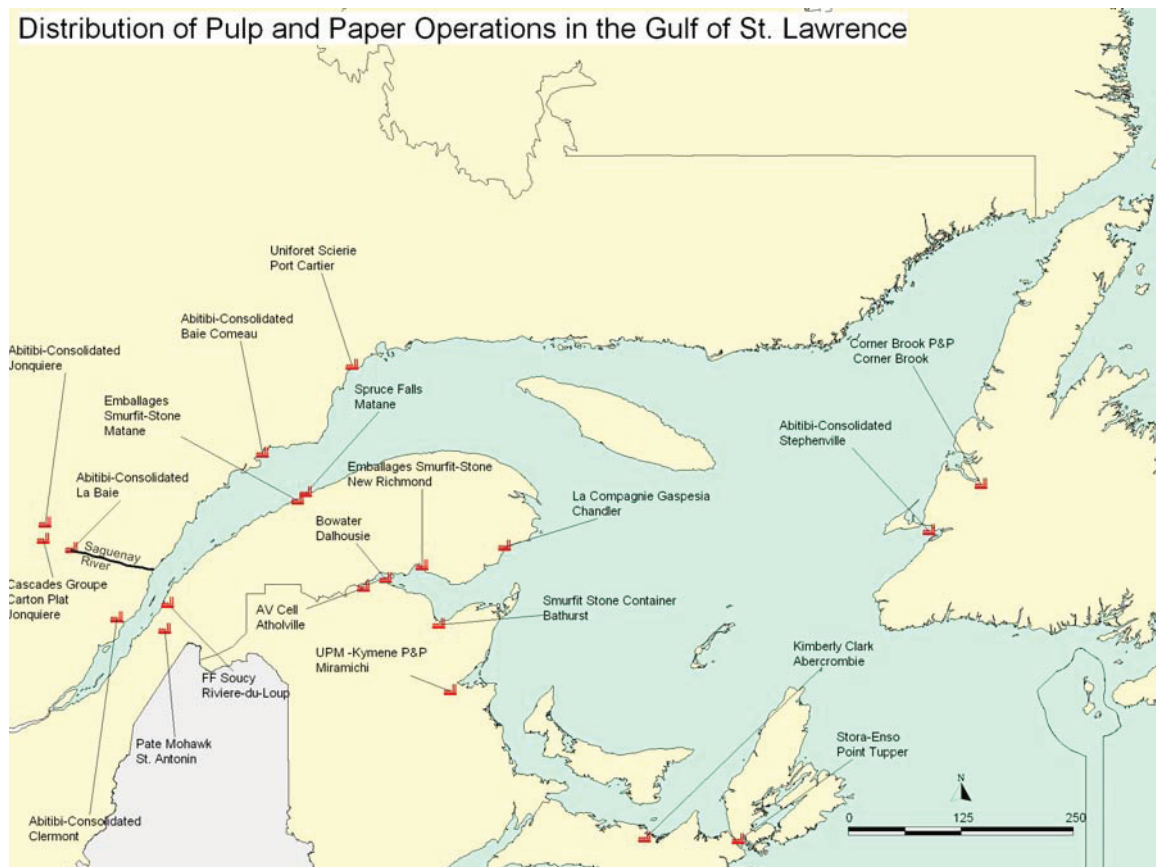 Distribution of Pulp and Paper Operations in the Gulf of St. Lawrence
Uniforet Scierie
Port Cartier
Abitibi-Consolidated
Baie Comeau
Abitibi-Consolidated
Jonquiere
Corner Brook P&P
Corner Brook
Spruce Falls
Matane
Emballages
Smurfit-Stone
Matane
Abitibi-Consolidated
Stephenville
Abitibi-Consolidated
La Baie
Emballages Smurfit-Stone
New Richmond
La Compagnie Gaspesia
Chandler
Bowater
Dalhousie
Saguenay
River
Cascades Groupe
Carton Plat
Jonquiere
AV Cell
Atholville
Smurfit Stone Container
Bathurst
UPM -Kymene P&P
Miramichi
Kimberly Clark
Abercrombie
FF Soucy
Riviere-du-Loup
Pate Mohawk
St. Antonin
Stora-Enso
Point Tupper
Abitibi-Consolidated
Clermont
N
0 125 250